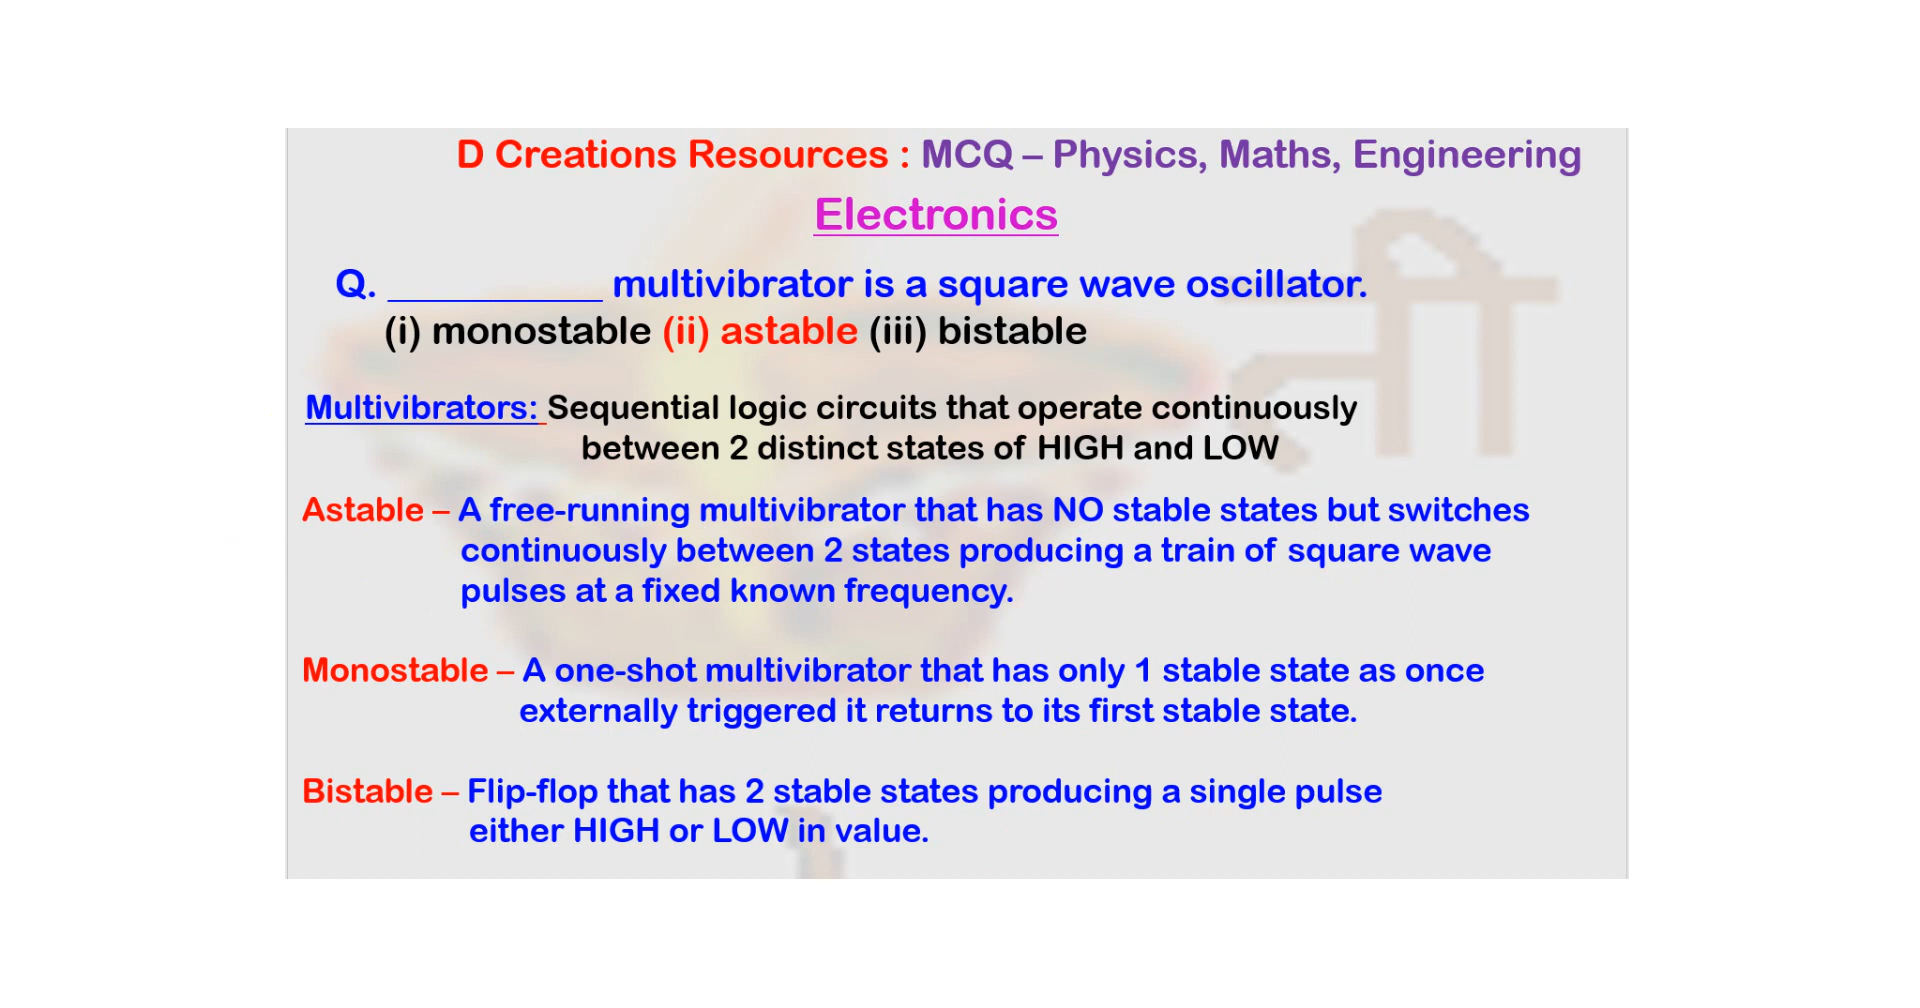 D Creations Resources : MCQ – Physics, Maths, Engineering
Electronics
Q. ___________ multivibrator is a square wave oscillator.
(i) monostable (ii) astable (iii) bistable
Multivibrators: Sequential logic circuits that operate continuously
between 2 distinct states of HIGH and LOW
Astable – A free-running multivibrator that has NO stable states but switches
continuously between 2 states producing a train of square wave
pulses at a fixed known frequency.
Monostable – A one-shot multivibrator that has only 1 stable state as once
externally triggered it returns to its first stable state.
Bistable – Flip-flop that has 2 stable states producing a single pulse
either HIGH or LOW in value.